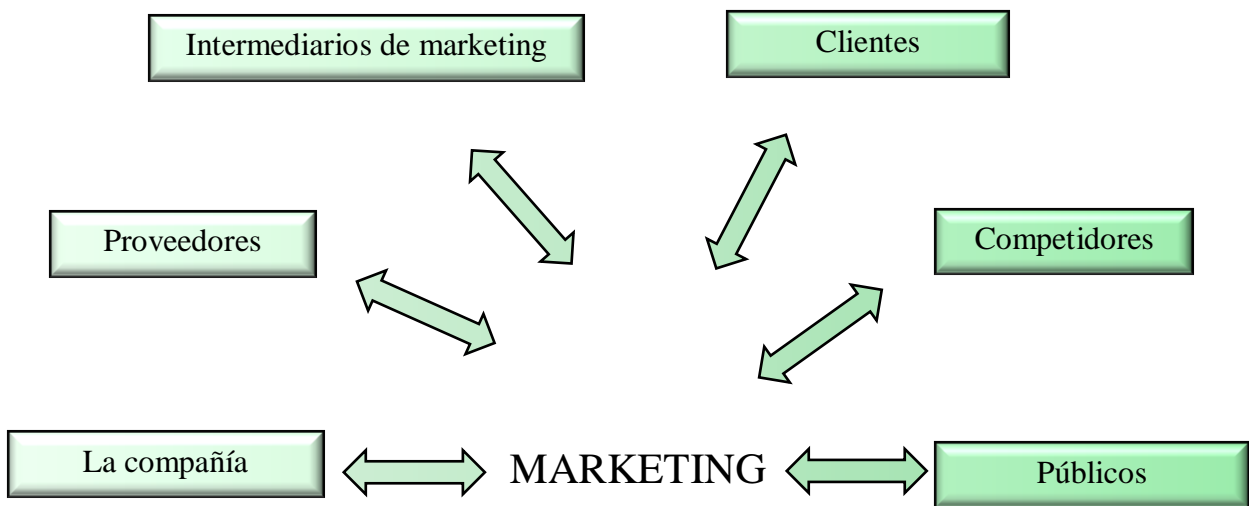 Intermediarios de marketing
Clientes
Proveedores
Competidores
La compañía
MARKETING
Públicos